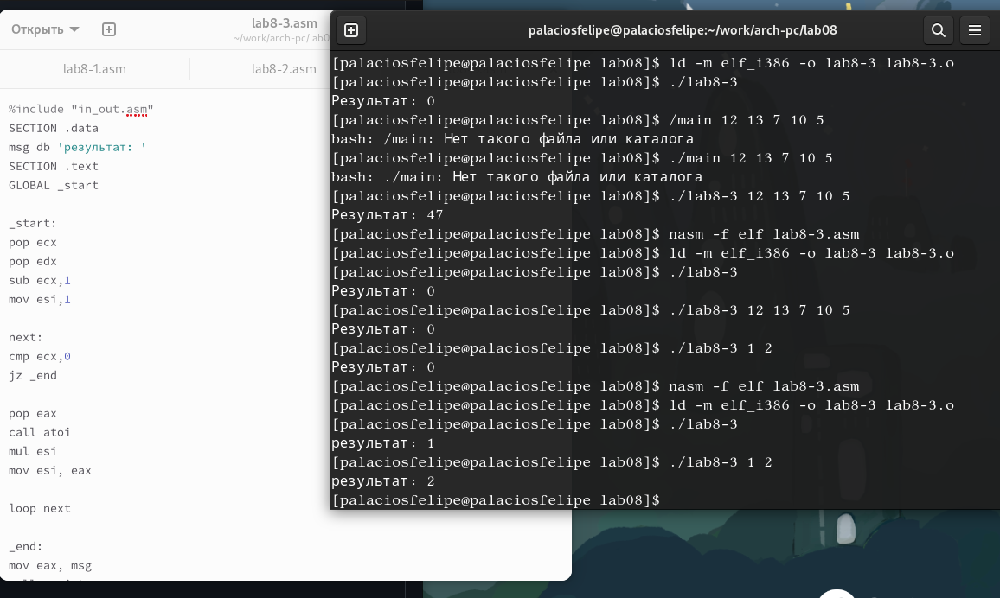 Открыть
lab8-3.asm
~/work/arch-pc/lab0
lab8-1.asm
lab8-2.asm
%include "in_out.asm"
SECTION .data
msg db 'результат: '
SECTION .text
GLOBAL _start
_start:
pop ecx
pop edx
sub ecx,1
mov esi,1
next:
cmp ecx,0
jz _end
pop eax
call atoi
mul esi
mov esi, eax
loop next
_end:
mov eax, msg
palaciosfelipe@palaciosfelipe:~/work/arch-pc/lab08
[palaciosfelipe@palaciosfelipe lab08]$ ld -m elf_i386 -o lab8-3 lab8-3.o
[palaciosfelipe@palaciosfelipe lab08]$ ./lab8-3
Результат: 0
[palaciosfelipe@palaciosfelipe lab08]$ /main 12 13 7 10 5
bash: /main: Нет такого файла или каталога
[palaciosfelipe@palaciosfelipe lab08]$ ./main 12 13 7 10 5
bash: ./main: Нет такого файла или каталога
[palaciosfelipe@palaciosfelipe lab08]$ ./lab8-3 12 13 7 10 5
Результат: 47
[palaciosfelipe@palaciosfelipe lab08]$ nasm -f elf lab8-3.asm
[palaciosfelipe@palaciosfelipe lab08]$ ld -m elf_i386 -o lab8-3 lab8-3.o
[palaciosfelipe@palaciosfelipe lab08]$ ./lab8-3
Результат: 0
[palaciosfelipe@palaciosfelipe lab08]$ ./lab8-3 12 13 7 10 5
Результат: 0
[palaciosfelipe@palaciosfelipe lab08]$ ./lab8-3 1 2
Результат: 0
[palaciosfelipe@palaciosfelipe lab08]$ nasm -f elf lab8-3.asm
[palaciosfelipe@palaciosfelipe lab08]$ ld -m elf_i386 -o lab8-3 lab8-3.o
[palaciosfelipe@palaciosfelipe lab08]$ ./lab8-3
результат: 1
[palaciosfelipe@palaciosfelipe lab08]$ ./lab8-3 1 2
результат: 2
[palaciosfelipe@palaciosfelipe lab08]$